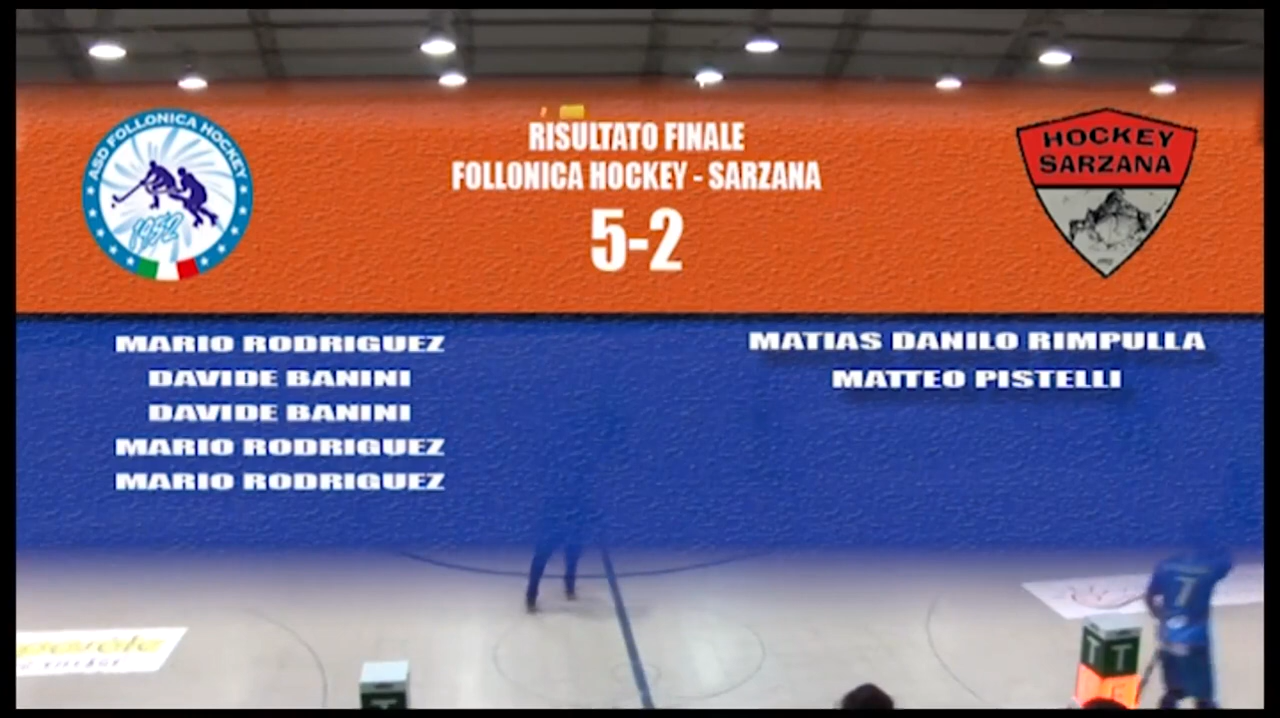 RISULTATO FINALE
FOLLONICA HOCKEY - SARZANA
5-2
ASD FOLLONICA HOCKEY
1952
HOCKEY
SARZANA
MARIO RODRIGUEZ
DAVIDE BANINI
DAVIDE BANINI
MARIO RODRIGUEZ
MARIO RODRIGUEZ
MATIAS DANILO RIMPULLA
MATTEO PISTELLI
7
T T